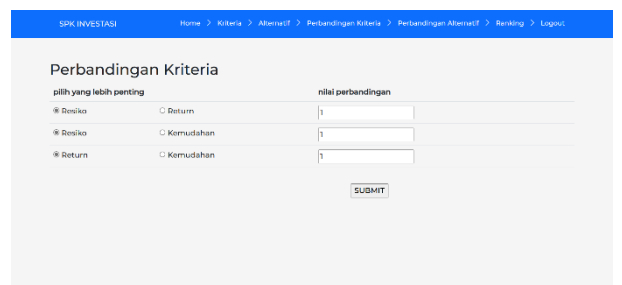 SPK INVESTASI Home > Kriteria > Alternatif > Perbandingan Kriteria > Perbandingan Alternatif > Ranking > Logout
Perbandingan Kriteria
pilih yang lebih penting nilai perbandingan
Resiko Return 1
Resiko Kemudahan 1
Return Kemudahan 1
SUBMIT